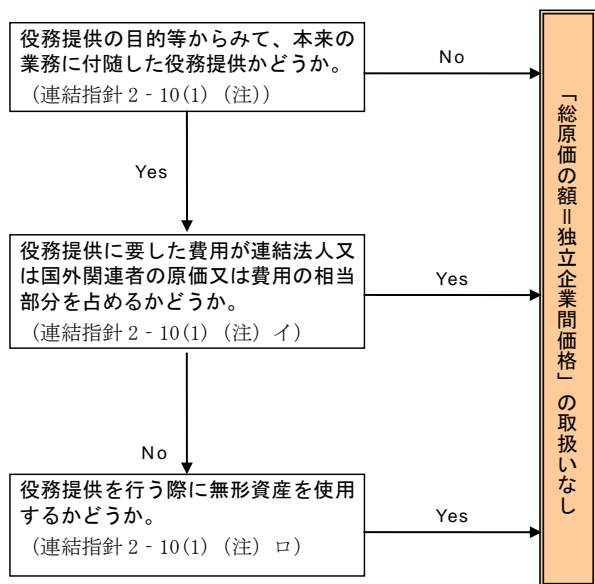 役務提供の目的等からみて、本来の
業務に付随した役務提供かどうか。
（連結指針２‐10(1)（注））
No
Yes
役務提供に要した費用が連結法人又
は国外関連者の原価又は費用の相当
部分を占めるかどうか。
（連結指針２‐10(1)（注）イ）
Yes
No
役務提供を行う際に無形資産を使用
するかどうか。
（連結指針２‐10(1)（注）ロ）
Yes
「総原価の額＝独立企業間価格」の取扱いなし